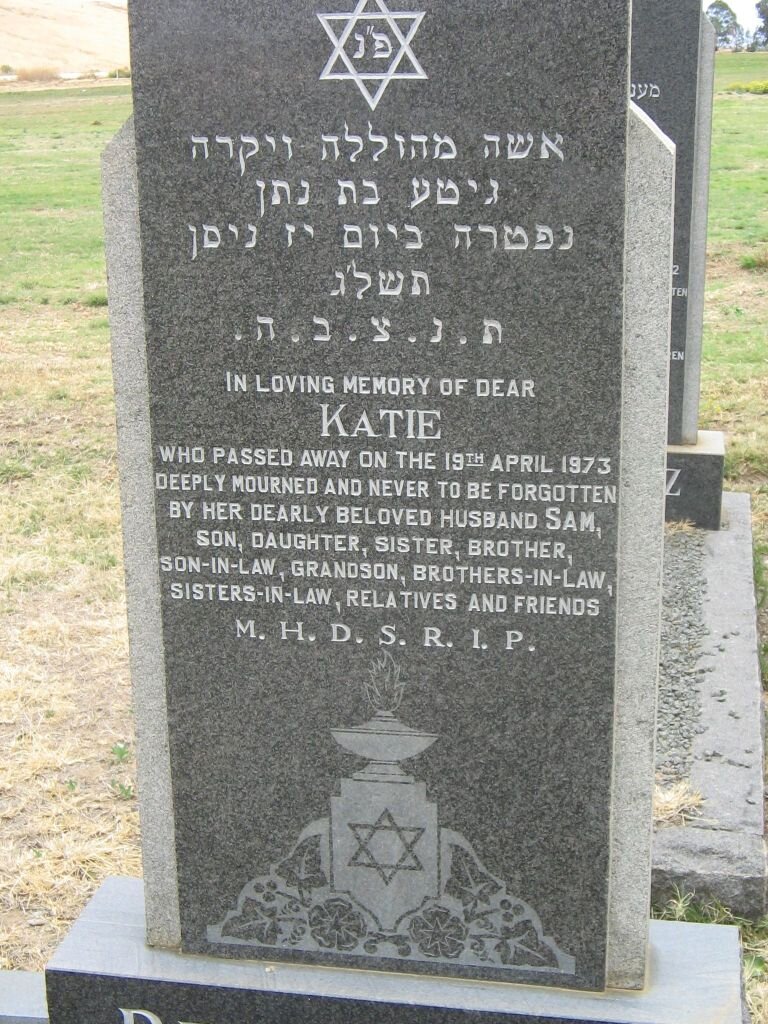 פ"נ
אשה מהוללה ויקרה
גיטע בת נתן
נפטרה ביום יז ניסן
תשל"ג
ת.נ.צ.ב.ה.
IN LOVING MEMORY OF DEAR
KATIE
WHO PASSED AWAY ON THE 19TH APRIL 1973
DEEPLY MOURNED AND NEVER TO BE FORGOTTEN
BY HER DEARLY BELOVED HUSBAND SAM,
SON, DAUGHTER, SISTER, BROTHER,
SON-IN-LAW, GRANDSON, BROTHERS-IN-LAW,
SISTERS-IN-LAW, RELATIVES AND FRIENDS
M. H. D. S. R. I. P.